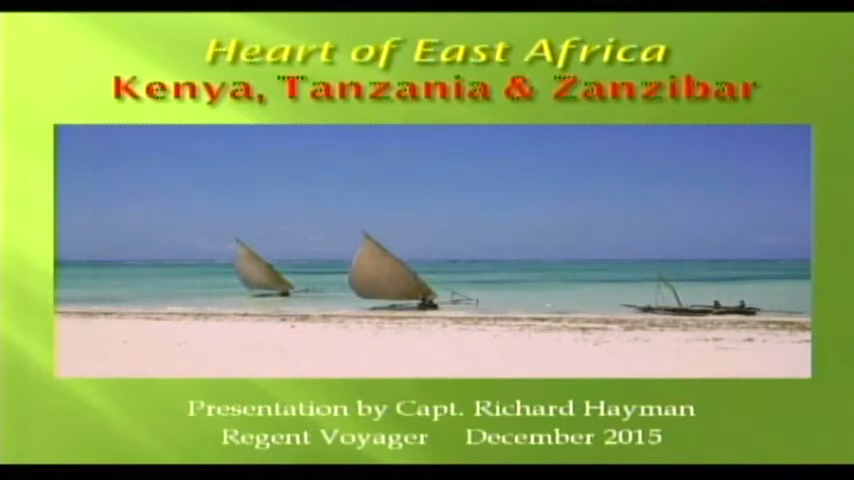 Heart of East Africa
Kenya, Tanzania & Zanzibar
Presentation by Capt. Richard Hayman
Regent Voyager December 2015